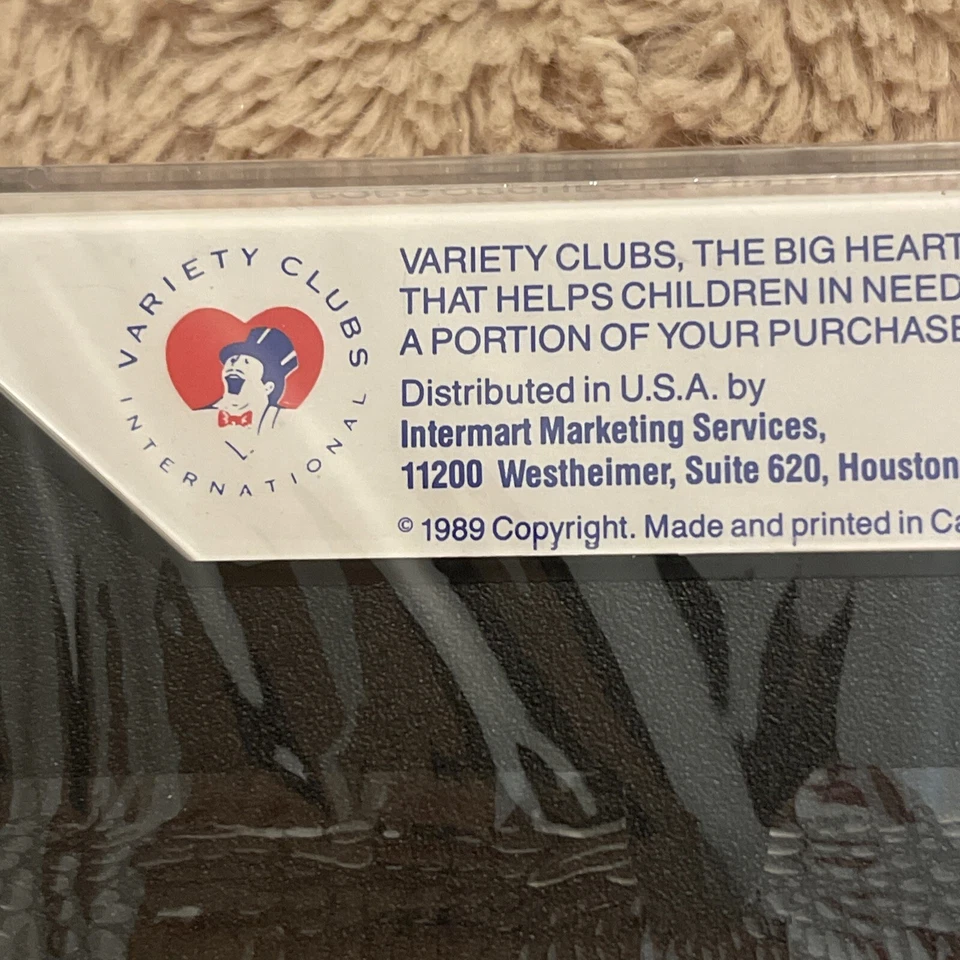 VARIETY CLUBS
INTERNATIONAL
VARIETY CLUBS, THE BIG HEART
THAT HELPS CHILDREN IN NEED
A PORTION OF YOUR PURCHASE
Distributed in U.S.A. by
Intermart Marketing Services,
11200 Westheimer, Suite 620, Houston
© 1989 Copyright. Made and printed in Ca